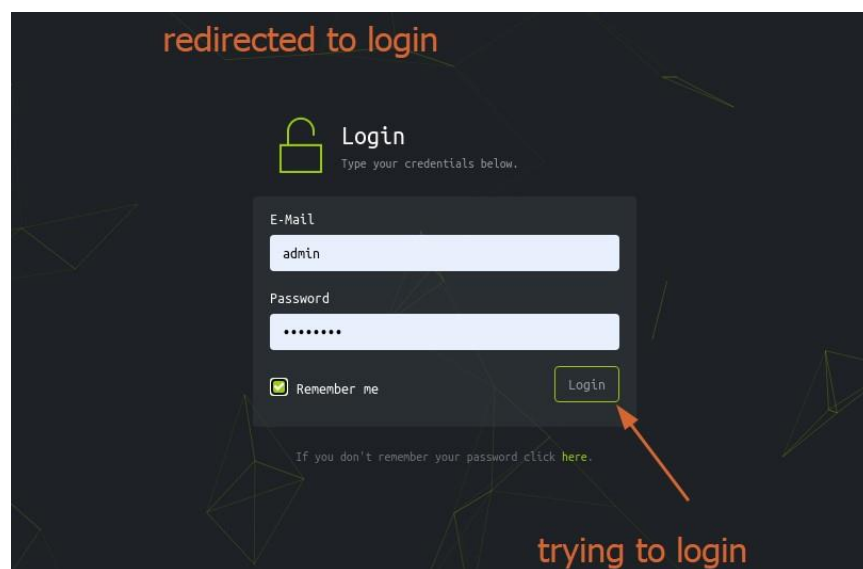 redirected to login
Login
Type your credentials below.
E-Mail
admin
Password
••••••••
Remember me
Login
If you don't remember your password click here.
trying to login